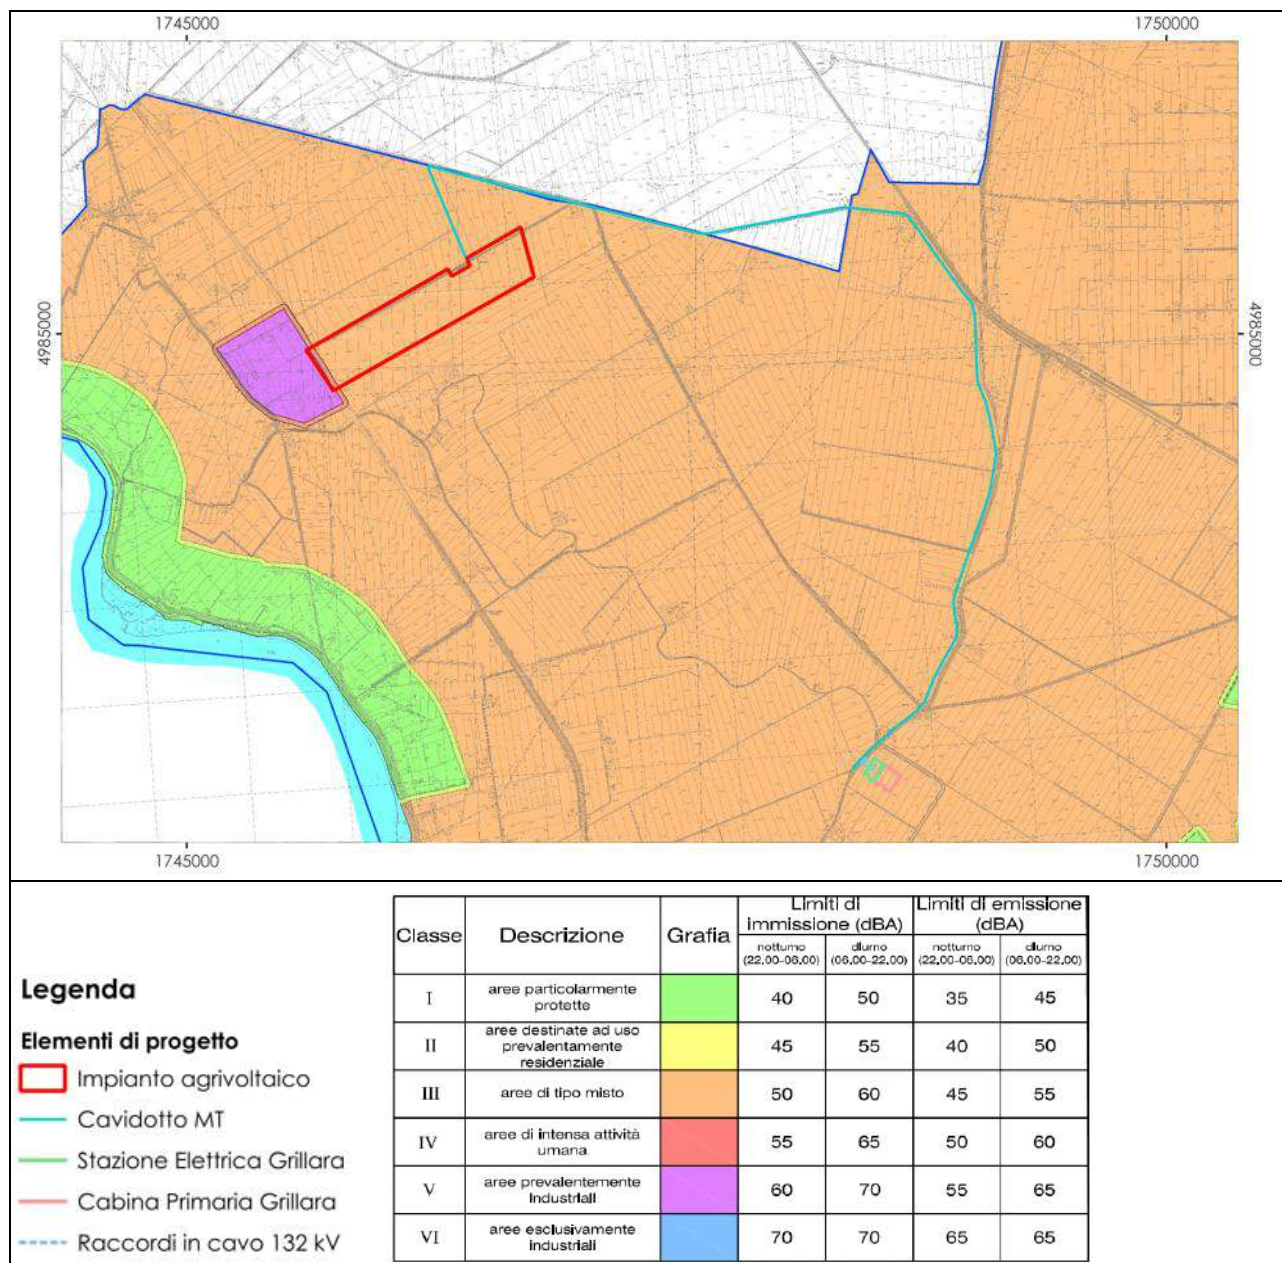 1745000
1750000
4985000
4985000
1745000
1750000
Legenda
Elementi di progetto
Impianto agrivoltaico
Cavidotto MT
Stazione Elettrica Grillara
Cabina Primaria Grillara
Raccordi in cavo 132 kV
Classe
Descrizione
Grafia
Limiti di
immissione (dBA)
Limiti di emissione
(dBA)
notturno
(22.00-06.00)
diurno
(06.00-22.00)
notturno
(22.00-06.00)
diurno
(06.00-22.00)
I
aree particolarmente
protette
40
50
35
45
II
aree destinate ad uso
prevalentamente
residenziale
45
55
40
50
III
aree di tipo misto
50
60
45
55
IV
aree di intensa attività
umana
55
65
50
60
V
aree prevalentemente
industriali
60
70
55
65
VI
aree esclusivamente
industriali
70
70
65
65